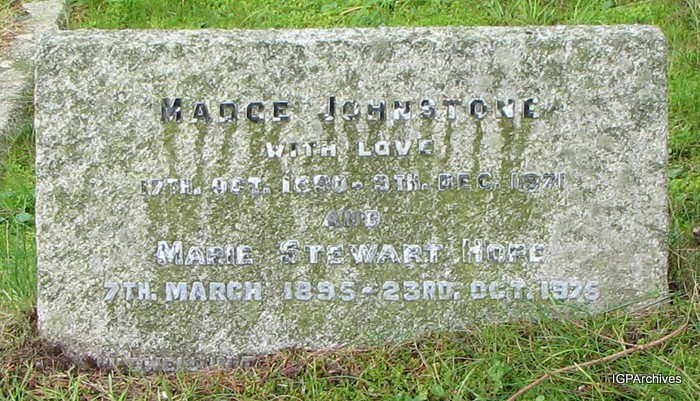 MADGE JOHNSTONE
WITH LOVE
17TH. OCT. 1890 - 9TH. DEC. 1971
AND
MARIE STEWART HOPE
7TH. MARCH 1895 - 23RD. OCT. 1975
IGPArchives